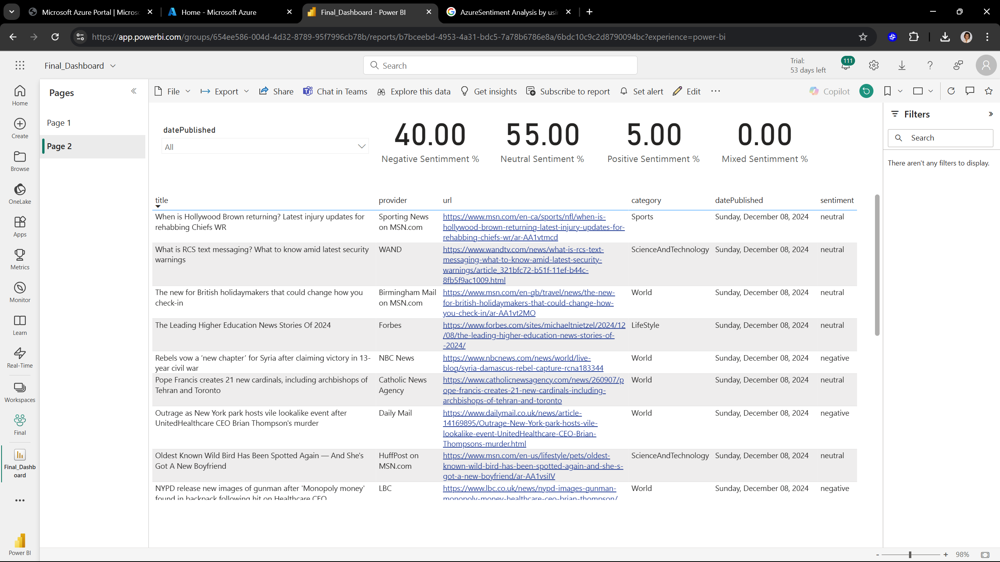 Microsoft Azure Portal | Micros
Home - Microsoft Azure
Final_Dashboard - Power BI
AzureSentiment Analysis by usi
https://app.powerbi.com/groups/654ee586-004d-4d32-8789-95f7996cb78b/reports/b7bceebd-4953-4a31-bdc5-7a78b6786e8a/6bdc10c9c2d8790094bc?experience=power-bi
Final_Dashboard
Search
Trial:
53 days left
111
Home
Create
Browse
OneLake
Apps
Metrics
Monitor
Learn
Real-Time
Workspaces
Final
Final_Dashb
oard
Power BI
Pages
Page 1
Page 2
File
Export
Share
Chat in Teams
Explore this data
Get insights
Subscribe to report
Set alert
Edit
Copilot
datePublished
All
40.00
Negative Sentimment %
55.00
Neutral Sentiment %
5.00
Positive Sentimment %
0.00
Mixed Sentimment %
title provider url category datePublished sentiment
When is Hollywood Brown returning? Latest injury updates for
rehabbing Chiefs WR
Sporting News
on MSN.com
https://www.msn.com/en-ca/sports/nfl/when-is-
hollywood-brown-returning-latest-injury-updates-for-
rehabbing-chiefs-wr/ar-AA1vtmcd
Sports
Sunday, December 08, 2024
neutral
What is RCS text messaging? What to know amid latest security
warnings
WAND
https://www.wandtv.com/news/what-is-rcs-text-
messaging-what-to-know-amid-latest-security-
warnings/article_321bfc72-b51f-11ef-b44c-
8fb5f9ac1009.html
ScienceAndTechnology
Sunday, December 08, 2024
neutral
The new for British holidaymakers that could change how you
check-in
Birmingham Mail
on MSN.com
https://www.msn.com/en-gb/travel/news/the-new-
for-british-holidaymakers-that-could-change-how-
you-check-in/ar-AA1vt2MO
World
Sunday, December 08, 2024
neutral
The Leading Higher Education News Stories Of 2024
Forbes
https://www.forbes.com/sites/michaeltnietzel/2024/12
/08/the-leading-higher-education-news-stories-of-
-2024/
LifeStyle
Sunday, December 08, 2024
neutral
Rebels vow a ‘new chapter’ for Syria after claiming victory in 13-
year civil war
NBC News
https://www.nbcnews.com/news/world/live-
blog/syria-damascus-rebel-capture-rcna183344
World
Sunday, December 08, 2024
negative
Pope Francis creates 21 new cardinals, including archbishops of
Tehran and Toronto
Catholic News
Agency
https://www.catholicnewsagency.com/news/260907/p
ope-francis-creates-21-new-cardinals-including-
archbishops-of-tehran-and-toronto
World
Sunday, December 08, 2024
neutral
Outrage as New York park hosts vile lookalike event after
UnitedHealthcare CEO Brian Thompson's murder
Daily Mail
https://www.dailymail.co.uk/news/article-
14169895/Outrage-New-York-park-hosts-vile-
lookalike-event-UnitedHealthcare-CEO-Brian-
Thompsons-murder.html
World
Sunday, December 08, 2024
negative
Oldest Known Wild Bird Has Been Spotted Again — And She's
Got A New Boyfriend
HuffPost on
MSN.com
https://www.msn.com/en-us/lifestyle/pets/oldest-
known-wild-bird-has-been-spotted-again-and-she-s-
got-a-new-boyfriend/ar-AA1vsiIV
ScienceAndTechnology
Sunday, December 08, 2024
neutral
NYPD release new images of gunman after 'Monopoly money'
found in backpack following hit on Healthcare CEO
LBC
https://www.lbc.co.uk/news/nypd-images-gunman-
monopoly-money-healthcare-ceo-brian-thompson/
World
Sunday, December 08, 2024
negative
Filters
Search
There aren't any filters to display.
- + 98%